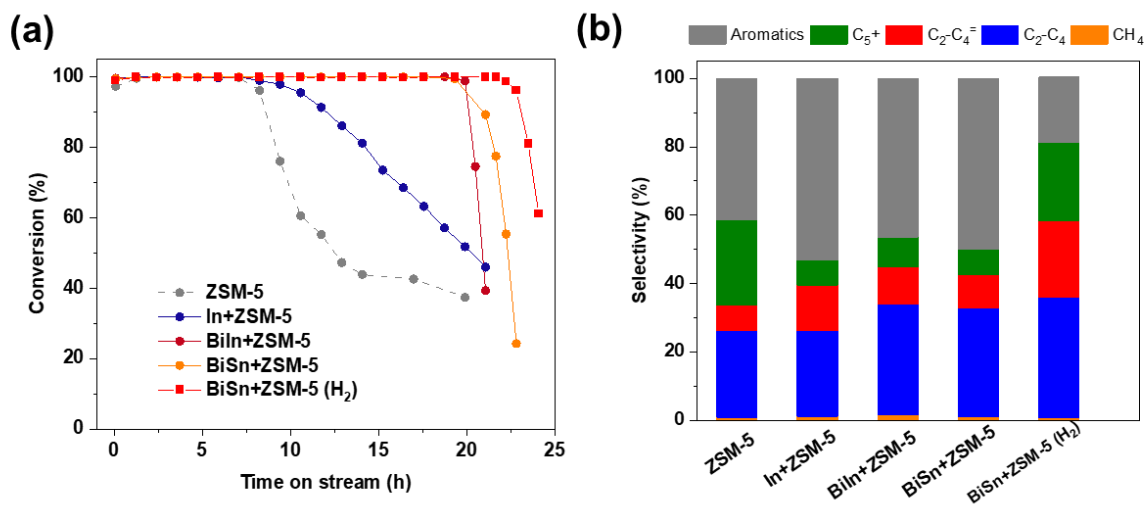 (a)
Conversion (%)
100
80
60
40
20
0
ZSM-5
In+ZSM-5
BiIn+ZSM-5
BiSn+ZSM-5
BiSn+ZSM-5 (H₂)
0 5 10 15 20 25
Time on stream (h)
(b)
Aromatics C₅+ C₂-C₄⁼ C₂-C₄ CH₄
Selectivity (%)
100
80
60
40
20
0
ZSM-5
In+ZSM-5
BiIn+ZSM-5
BiSn+ZSM-5
BiSn+ZSM-5 (H₂)